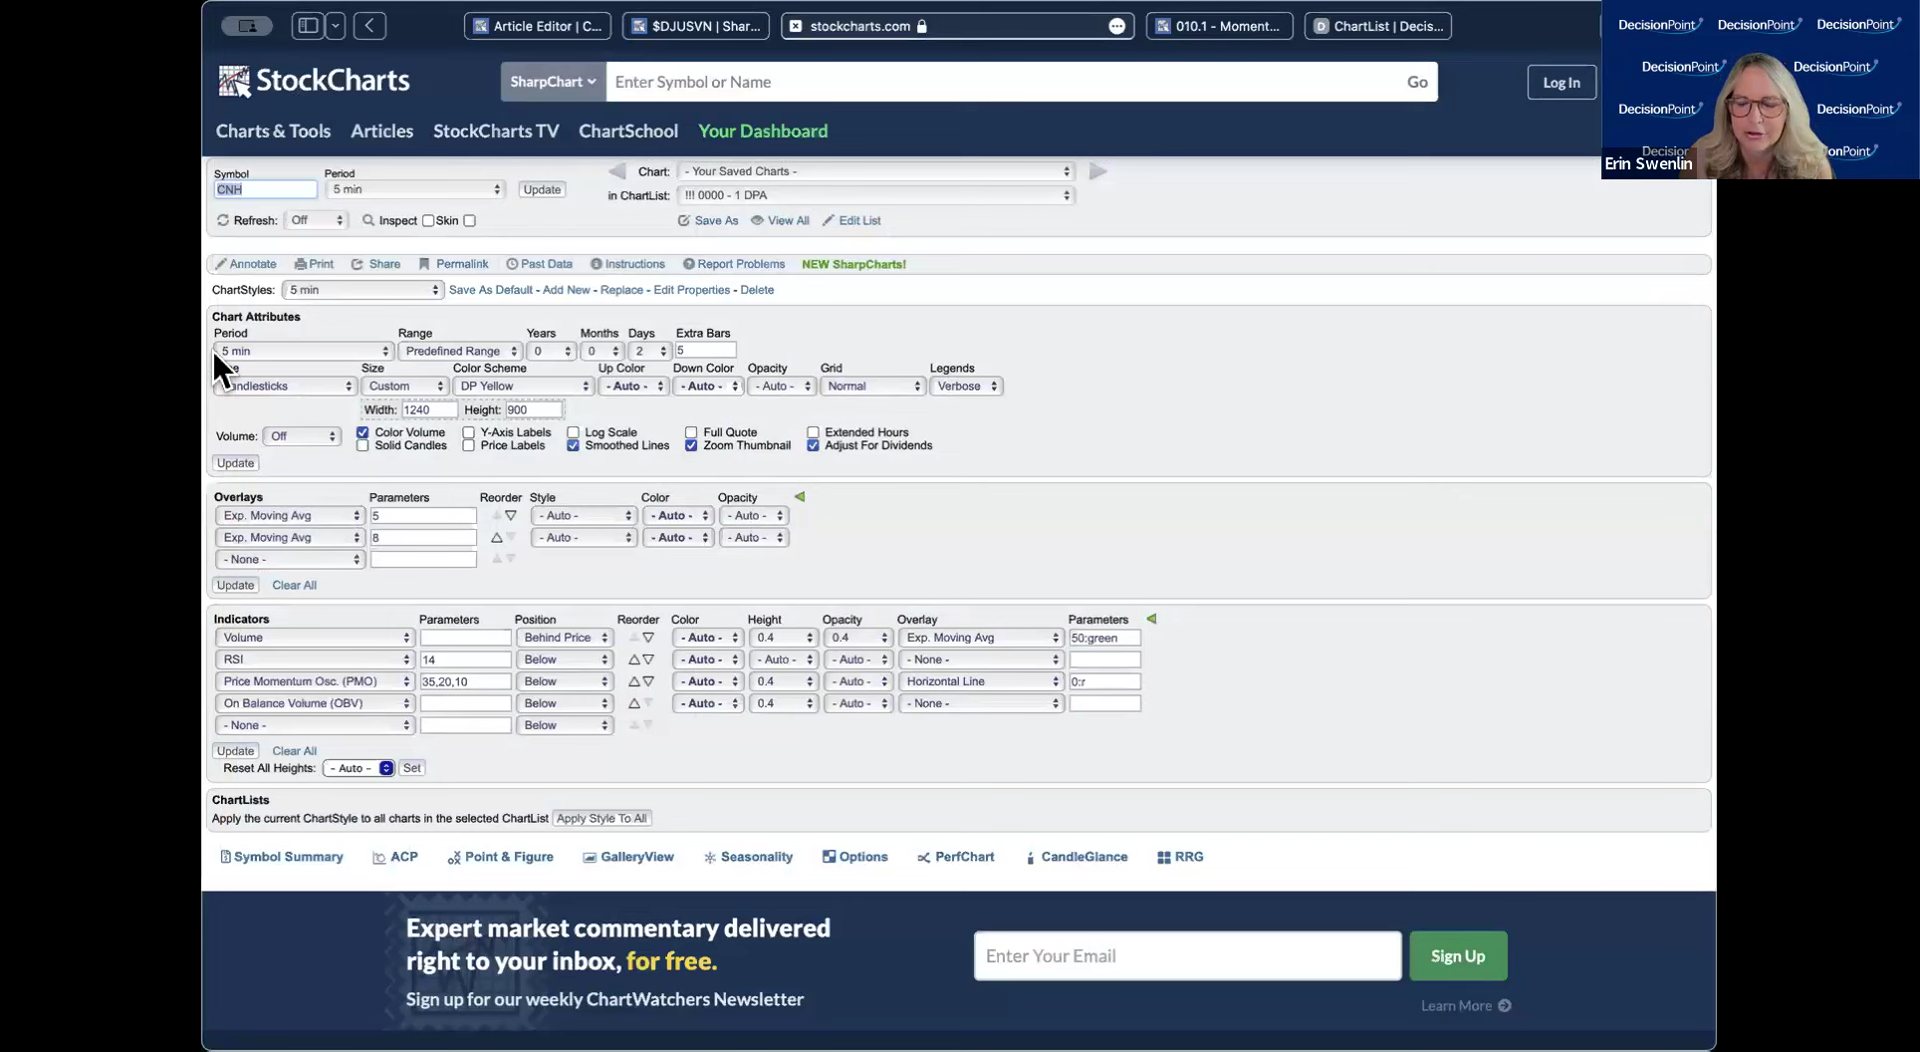 Article Editor | C...
$DJUSVN | Shar...
stockcharts.com
010.1 - Moment...
ChartList | Decis...
DecisionPoint DecisionPoint DecisionPoint
DecisionPoint DecisionPoint
DecisionPoint DecisionPoint
Erin Swenlin
StockCharts
SharpChart Enter Symbol or Name Go
Log In
Charts & Tools Articles StockCharts TV ChartSchool Your Dashboard
Symbol Period
CNH 5 min Update
Chart: - Your Saved Charts -
in ChartList: !!! 0000 - 1 DPA
Refresh: Off Inspect Skin
Save As View All Edit List
Annotate Print Share Permalink Past Data Instructions Report Problems NEW SharpCharts!
ChartStyles: 5 min Save As Default - Add New - Replace - Edit Properties - Delete
Chart Attributes
Period Range Years Months Days Extra Bars
5 min Predefined Range 0 0 2 5
Size Color Scheme Up Color Down Color Opacity Grid Legends
ndlesticks Custom DP Yellow - Auto - - Auto - - Auto - Normal Verbose
Width: 1240 Height: 900
Volume: Off Color Volume Y-Axis Labels Log Scale Full Quote Extended Hours
Solid Candles Price Labels Smoothed Lines Zoom Thumbnail Adjust For Dividends
Update
Overlays Parameters Reorder Style Color Opacity
Exp. Moving Avg 5 - Auto - - Auto - - Auto -
Exp. Moving Avg 8 - Auto - - Auto - - Auto -
- None -
Update Clear All
Indicators Parameters Position Reorder Color Height Opacity Overlay Parameters
Volume Behind Price - Auto - 0.4 0.4 Exp. Moving Avg 50:green
RSI 14 Below - Auto - - Auto - - Auto - - None -
Price Momentum Osc. (PMO) 35,20,10 Below - Auto - 0.4 - Auto - Horizontal Line 0:r
On Balance Volume (OBV) Below - Auto - 0.4 - Auto - - None -
- None - Below
Update Clear All
Reset All Heights: - Auto - Set
ChartLists
Apply the current ChartStyle to all charts in the selected ChartList Apply Style To All
Symbol Summary ACP Point & Figure GalleryView Seasonality Options PerfChart CandleGlance RRG
Expert market commentary delivered
right to your inbox, for free.
Sign up for our weekly ChartWatchers Newsletter
Enter Your Email Sign Up
Learn More